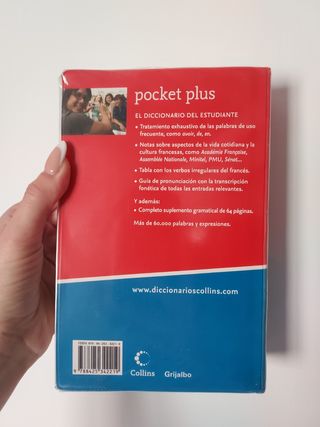 pocket plus
EL DICCIONARIO DEL ESTUDIANTE
• Tratamiento exhaustivo de las palabras de uso
frecuente, como avoir, de, en.
• Notas sobre aspectos de la vida cotidiana y la
cultura francesas, como Académie Française,
Assemblée Nationale, Minitel, PMU, Sénat...
• Tabla con los verbos irregulares del francés.
• Guía de pronunciación con la transcripción
fonética de todas las entradas relevantes.
Y además:
• Completo suplemento gramatical de 64 páginas.
Más de 60.000 palabras y expresiones.
www.diccionarioscollins.com
9 788425 342219
Collins
Grijalbo